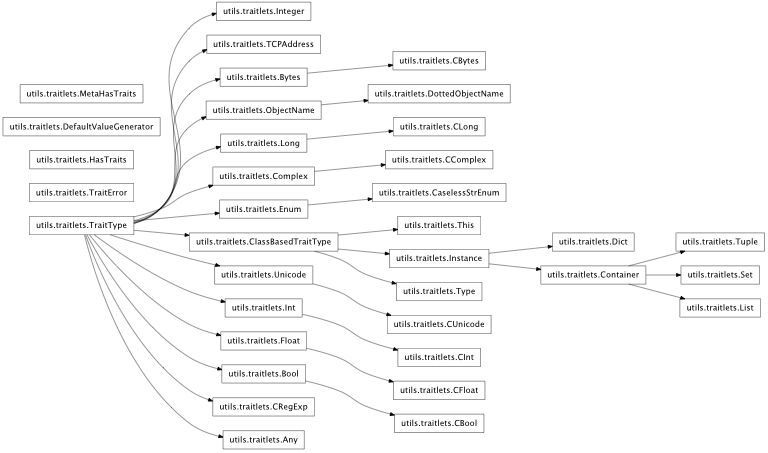 utils.traitlets.MetaHasTraits
utils.traitlets.DefaultValueGenerator
utils.traitlets.HasTraits
utils.traitlets.TraitError
utils.traitlets.TraitType
utils.traitlets.Integer
utils.traitlets.TCPAddress
utils.traitlets.Bytes
utils.traitlets.ObjectName
utils.traitlets.Long
utils.traitlets.Complex
utils.traitlets.Enum
utils.traitlets.ClassBasedTraitType
utils.traitlets.Unicode
utils.traitlets.Int
utils.traitlets.Float
utils.traitlets.Bool
utils.traitlets.CRegExp
utils.traitlets.Any
utils.traitlets.CBytes
utils.traitlets.DottedObjectName
utils.traitlets.CLong
utils.traitlets.CComplex
utils.traitlets.CaselessStrEnum
utils.traitlets.This
utils.traitlets.Instance
utils.traitlets.Type
utils.traitlets.CUnicode
utils.traitlets.CInt
utils.traitlets.CFloat
utils.traitlets.CBool
utils.traitlets.Dict
utils.traitlets.Container
utils.traitlets.Tuple
utils.traitlets.Set
utils.traitlets.List